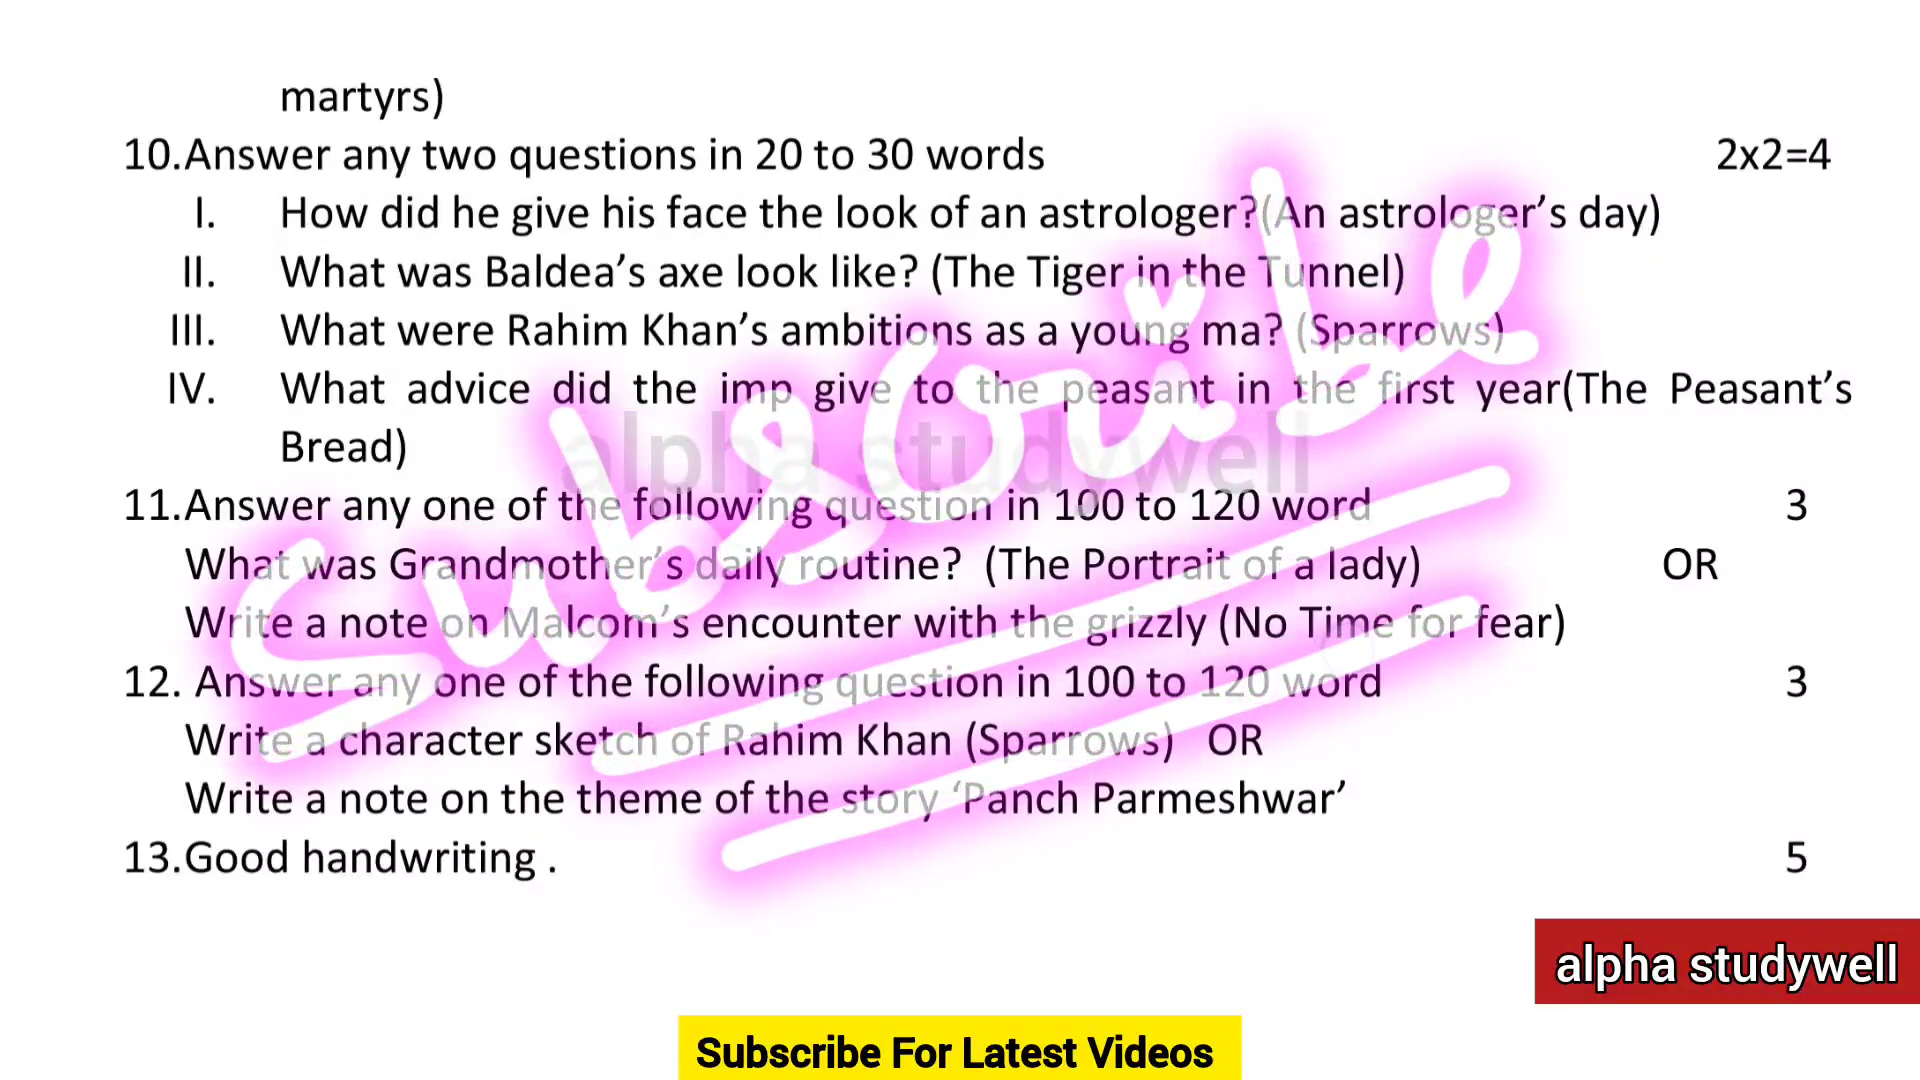 martyrs)
10.Answer any two questions in 20 to 30 words 2x2=4
I. How did he give his face the look of an astrologer?(An astrologer’s day)
II. What was Baldea’s axe look like? (The Tiger in the Tunnel)
III. What were Rahim Khan’s ambitions as a young ma? (Sparrows)
IV. What advice did the imp give to the peasant in the first year(The Peasant’s
Bread)
alpha studywell
Subscribe
11.Answer any one of the following question in 100 to 120 word 3
What was Grandmother’s daily routine? (The Portrait of a lady) OR
Write a note on Malcom’s encounter with the grizzly (No Time for fear)
12. Answer any one of the following question in 100 to 120 word 3
Write a character sketch of Rahim Khan (Sparrows) OR
Write a note on the theme of the story ‘Panch Parmeshwar’
13.Good handwriting . 5
alpha studywell
Subscribe For Latest Videos